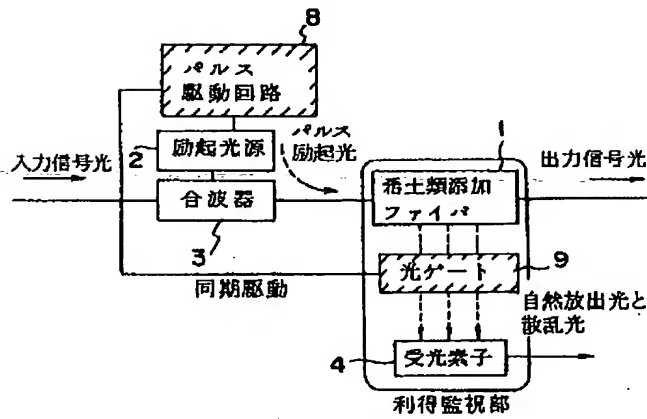 8
パルス
駆動回路
パルス
励起光
1
入力信号光
2
励起光源
出力信号光
合波器
3
希土類添加
ファイバ
光ゲート
9
同期駆動
自然放出光と
散乱光
4
受光素子
利得監視部